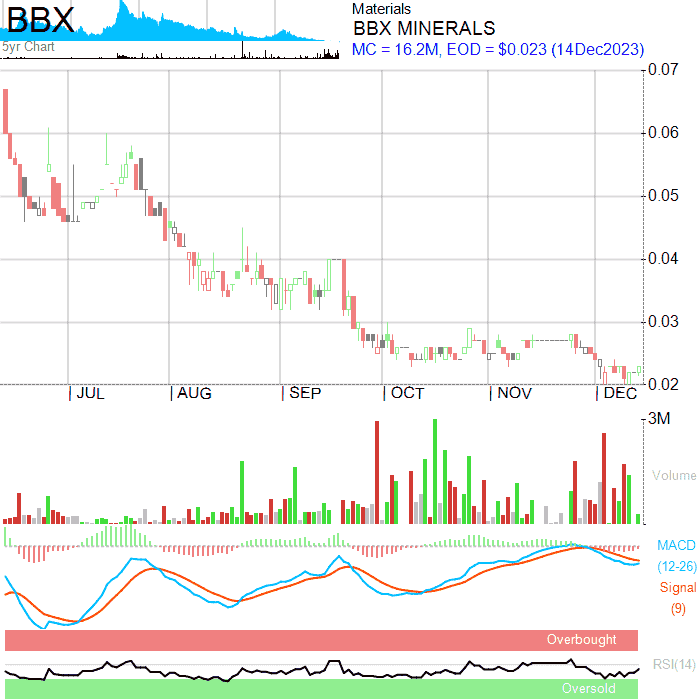 BBX
5yr Chart
Materials
BBX MINERALS
MC = 16.2M, EOD = $0.023 (14Dec2023)
0.07
0.06
0.05
0.04
0.03
0.02
JUL AUG SEP OCT NOV DEC
3M
Volume
MACD
(12-26)
Signal
(9)
Overbought
RSI(14)
Oversold